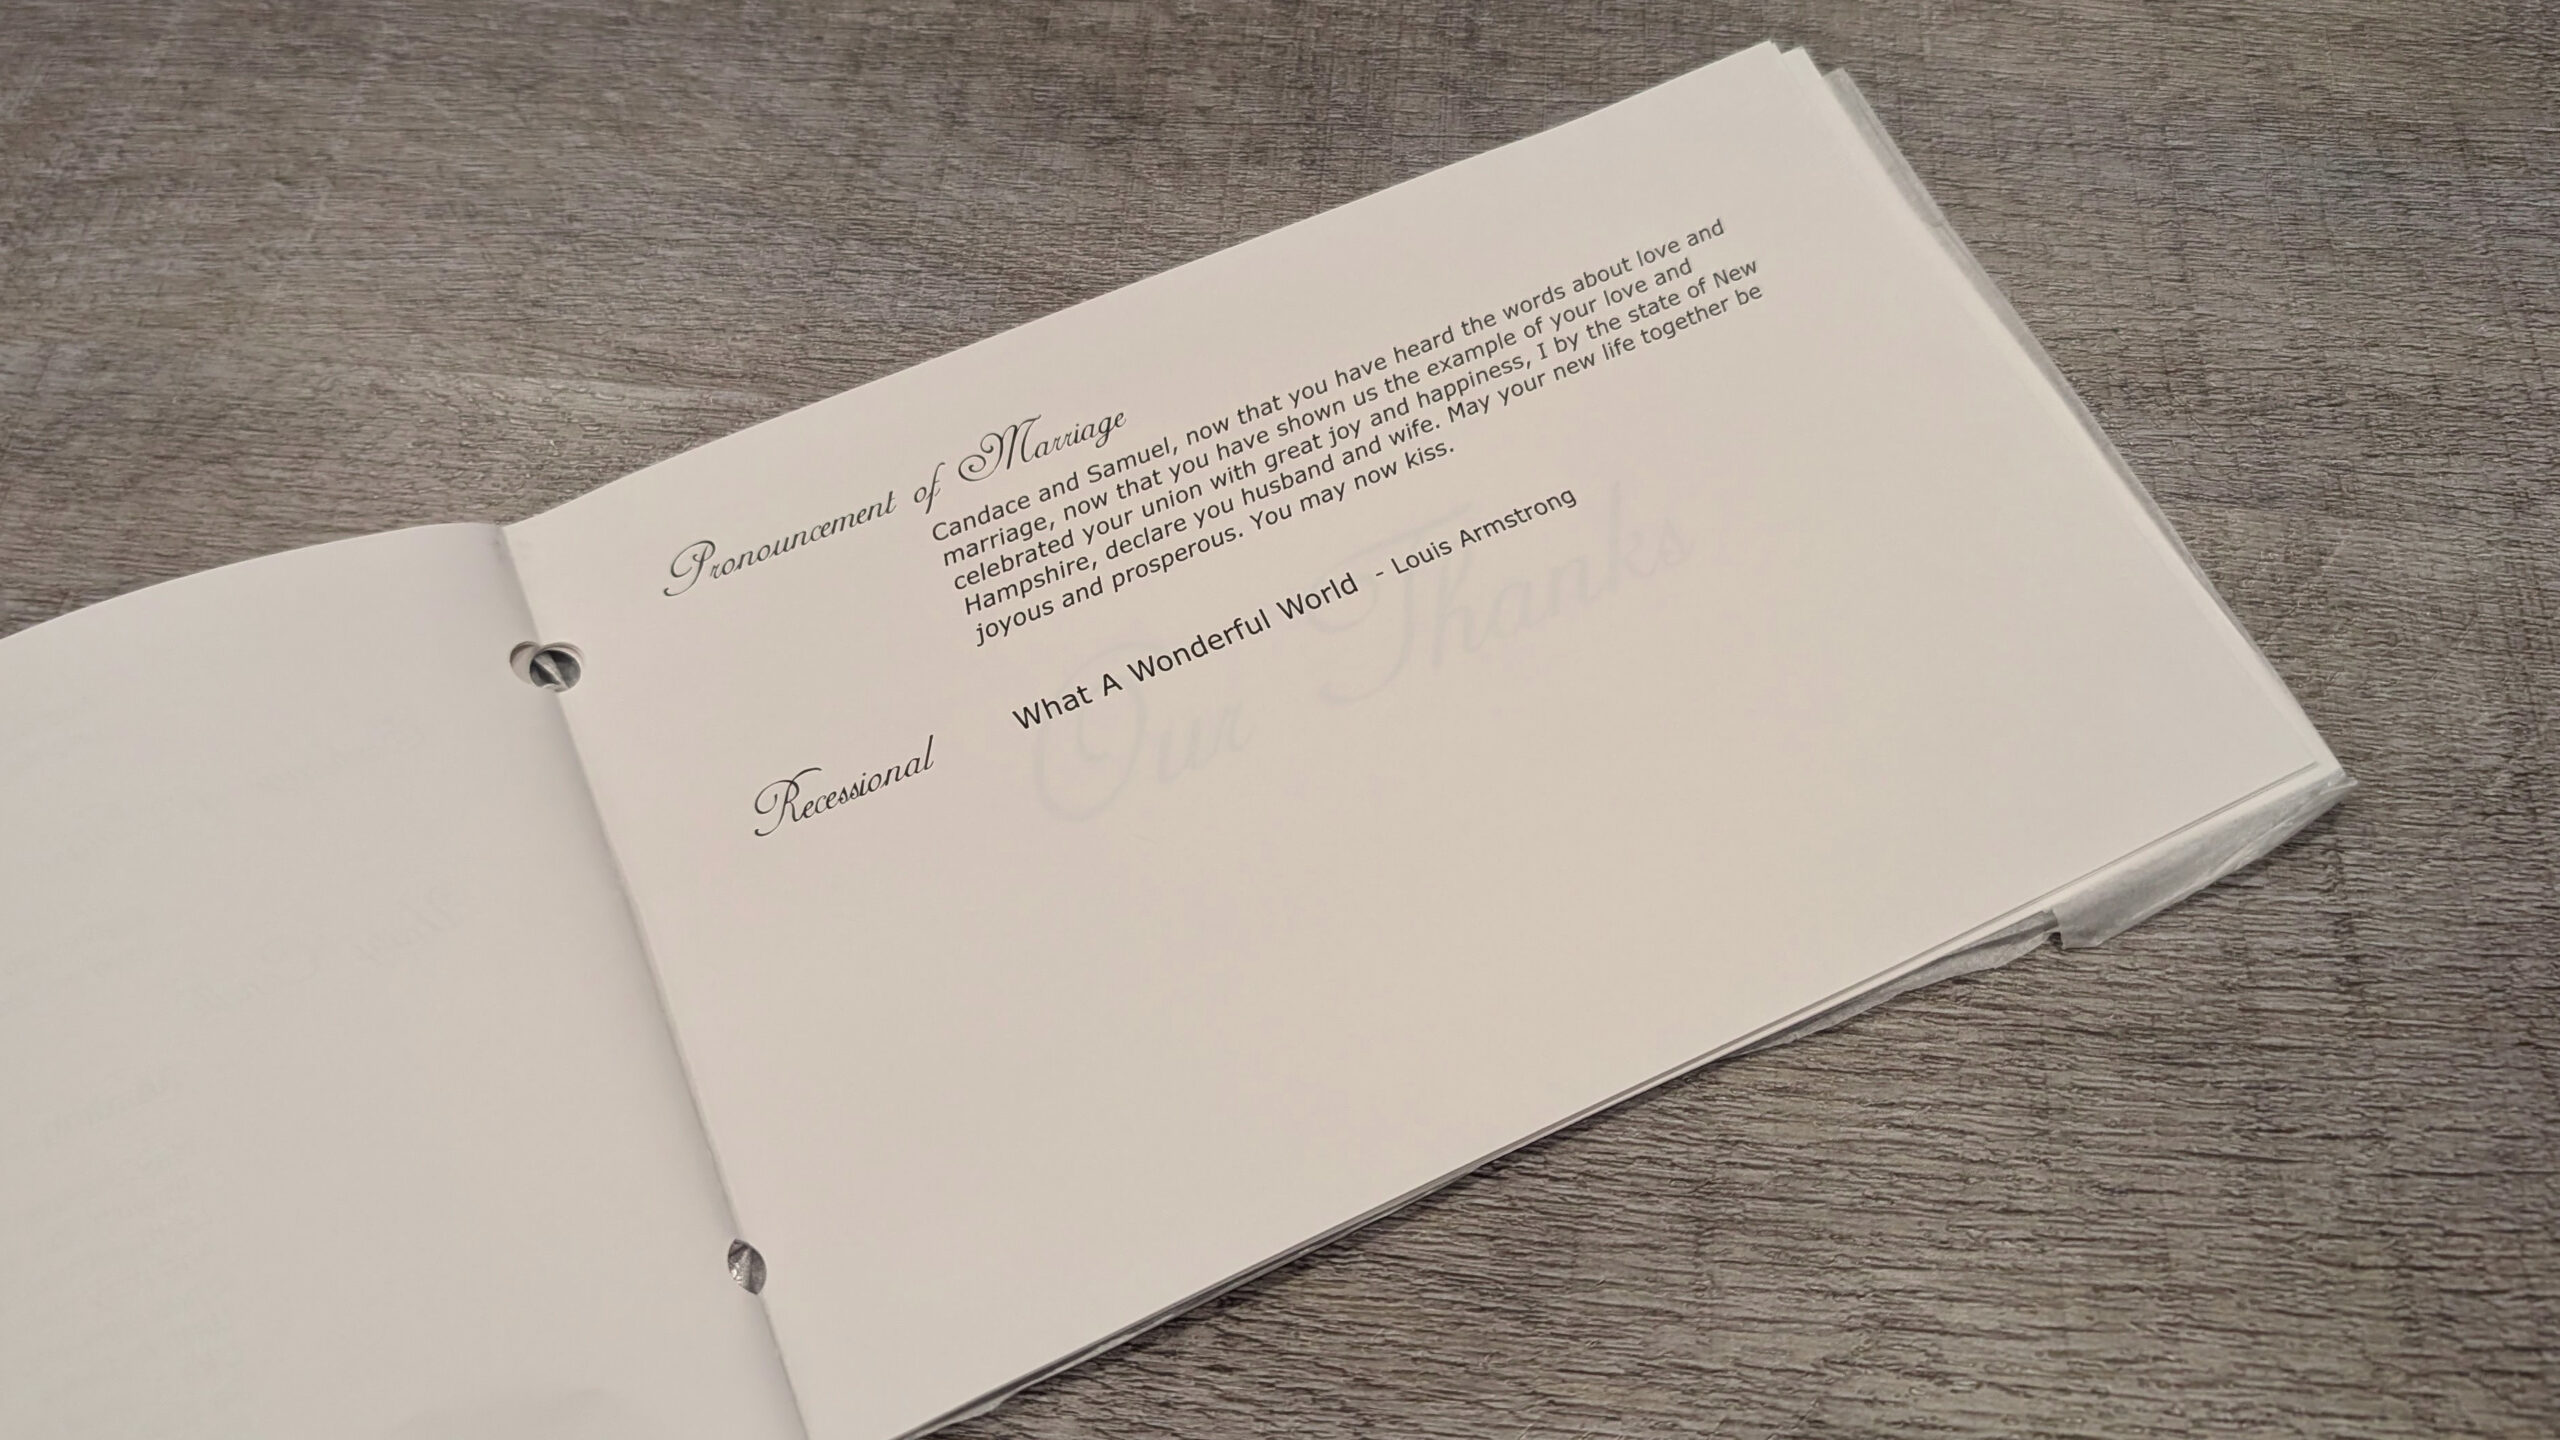 Pronouncement of Marriage
Candace and Samuel, now that you have heard the words about love and
marriage, now that you have shown us the example of your love and
celebrated your union with great joy and happiness, I by the state of New
Hampshire, declare you husband and wife. May your new life together be
joyous and prosperous. You may now kiss.
Recessional What A Wonderful World - Louis Armstrong
Our Thanks